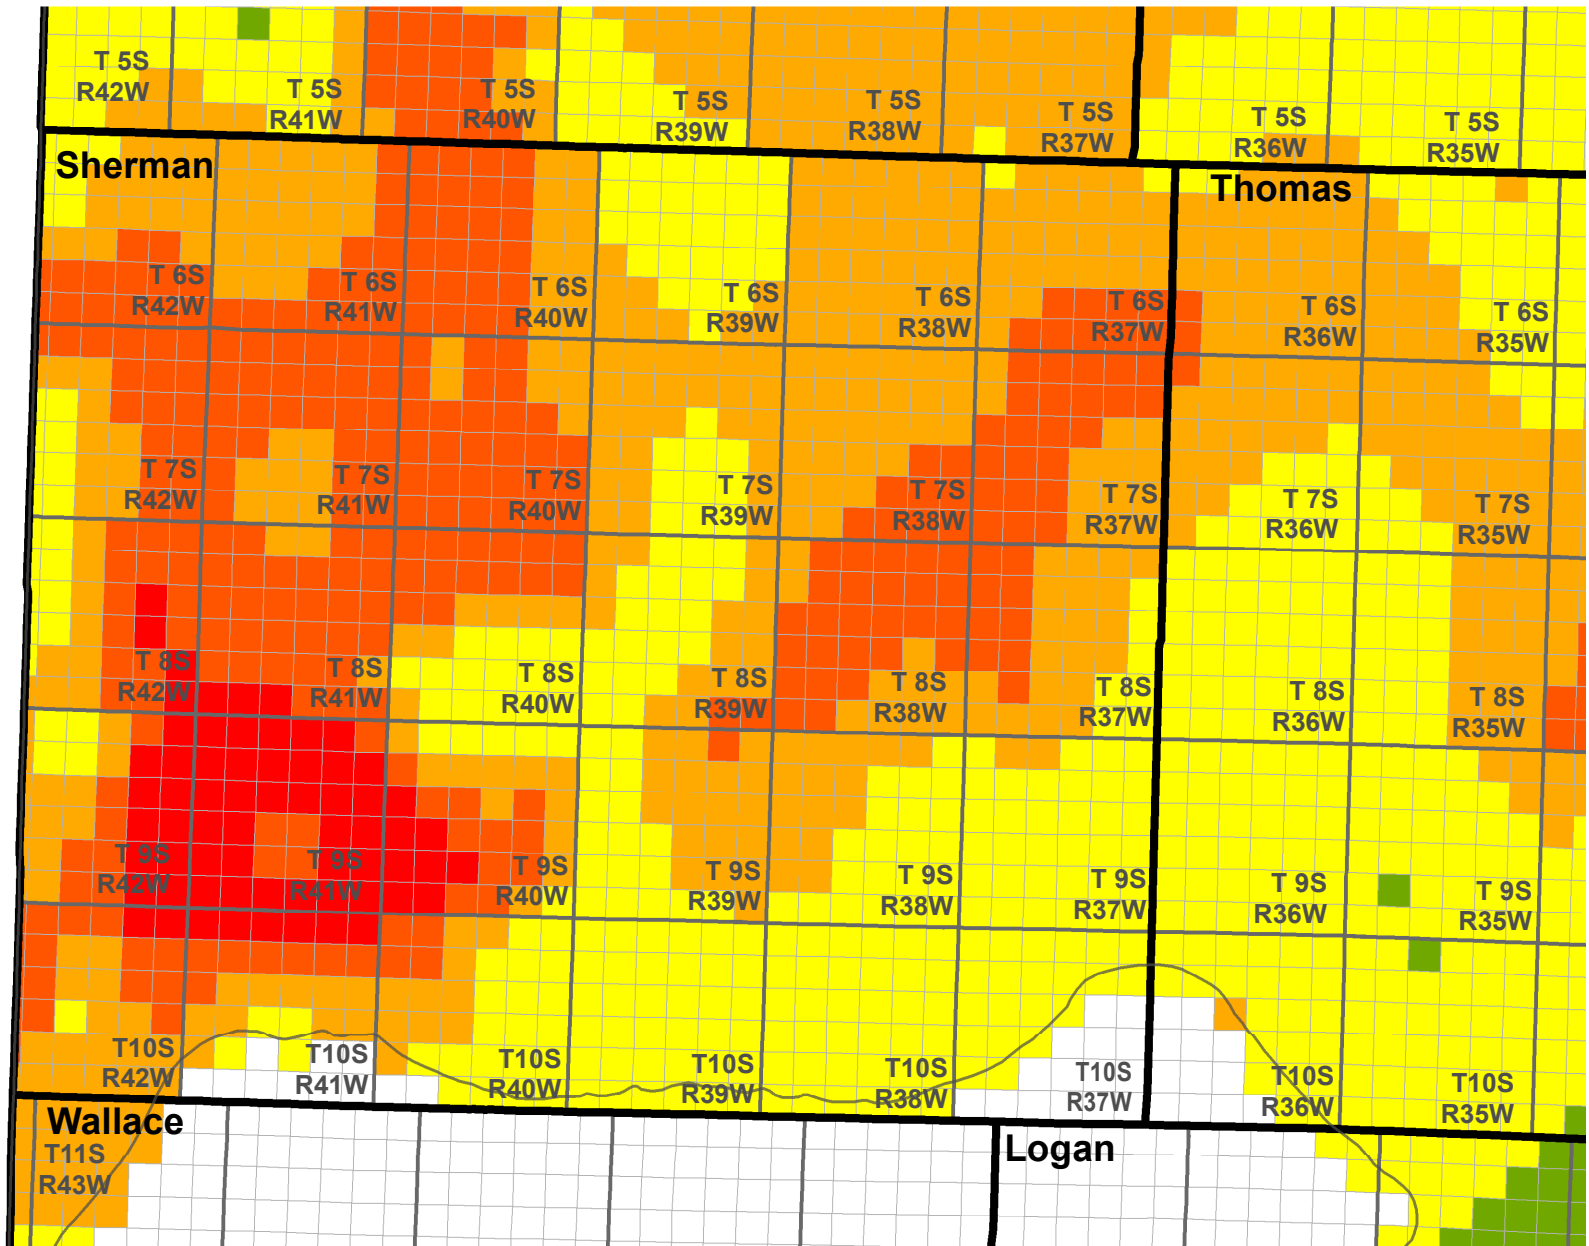 T 5S
R42W
T 5S
R41W
T 5S
R40W
T 5S
R39W
T 5S
R38W
T 5S
R37W
T 5S
R36W
T 5S
R35W
Sherman
Thomas
T 6S
R42W
T 6S
R41W
T 6S
R40W
T 6S
R39W
T 6S
R38W
T 6S
R37W
T 6S
R36W
T 6S
R35W
T 7S
R42W
T 7S
R41W
T 7S
R40W
T 7S
R39W
T 7S
R38W
T 7S
R37W
T 7S
R36W
T 7S
R35W
T 8S
R42W
T 8S
R41W
T 8S
R40W
T 8S
R39W
T 8S
R38W
T 8S
R37W
T 8S
R36W
T 8S
R35W
T 9S
R42W
T 9S
R41W
T 9S
R40W
T 9S
R39W
T 9S
R38W
T 9S
R37W
T 9S
R36W
T 9S
R35W
T10S
R42W
T10S
R41W
T10S
R40W
T10S
R39W
T10S
R38W
T10S
R37W
T10S
R36W
T10S
R35W
Wallace
Logan
T11S
R43W